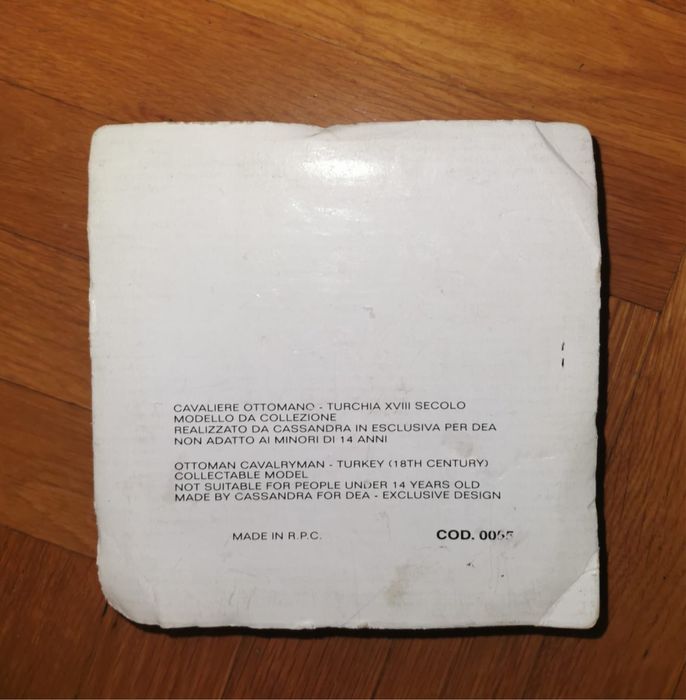 CAVALIERE OTTOMANO - TURCHIA XVIII SECOLO
MODELLO DA COLLEZIONE
REALIZZATO DA CASSANDRA IN ESCLUSIVA PER DEA
NON ADATTO AI MINORI DI 14 ANNI
OTTOMAN CAVALRYMAN - TURKEY (18TH CENTURY)
COLLECTABLE MODEL
NOT SUITABLE FOR PEOPLE UNDER 14 YEARS OLD
MADE BY CASSANDRA FOR DEA - EXCLUSIVE DESIGN
MADE IN R.P.C. COD.